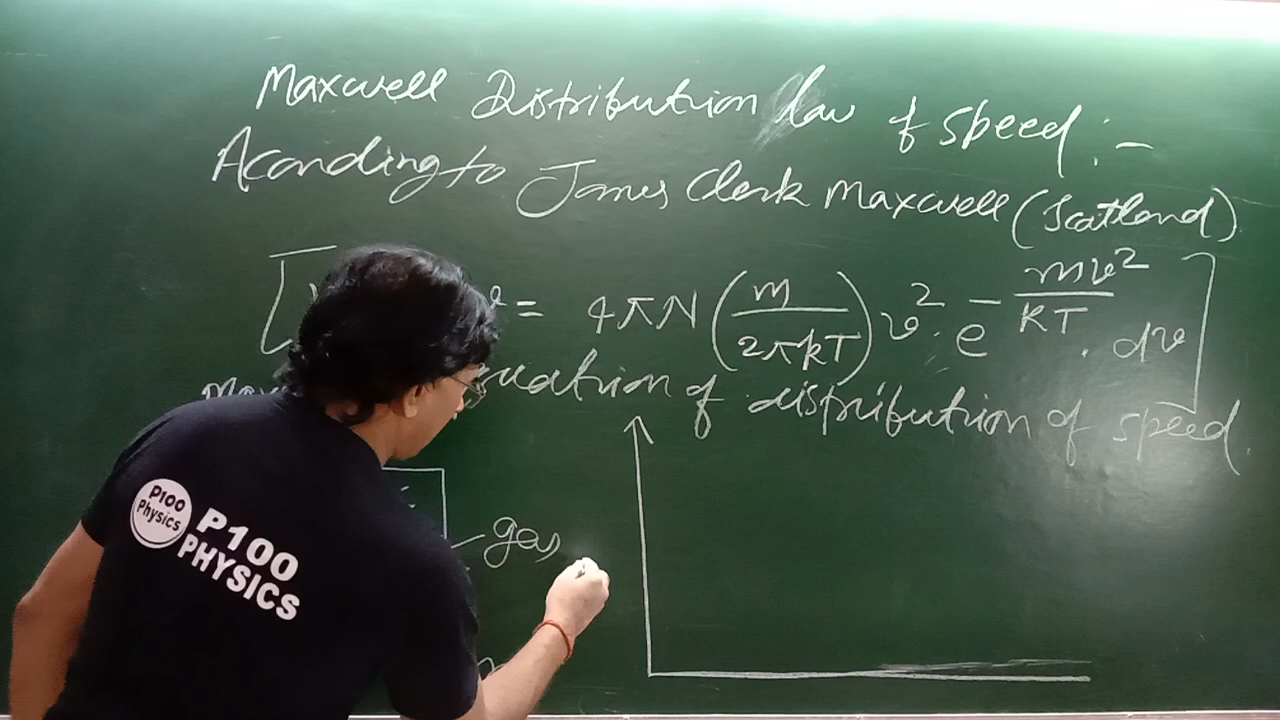 Maxwell Distribution law of speed :-
According to James Clerk Maxwell (Scotland)
= 4πN (m/2πkT) v² . e^-mv²/KT . dv
of distribution of speed.
gas
P100 Physics
P100 PHYSICS